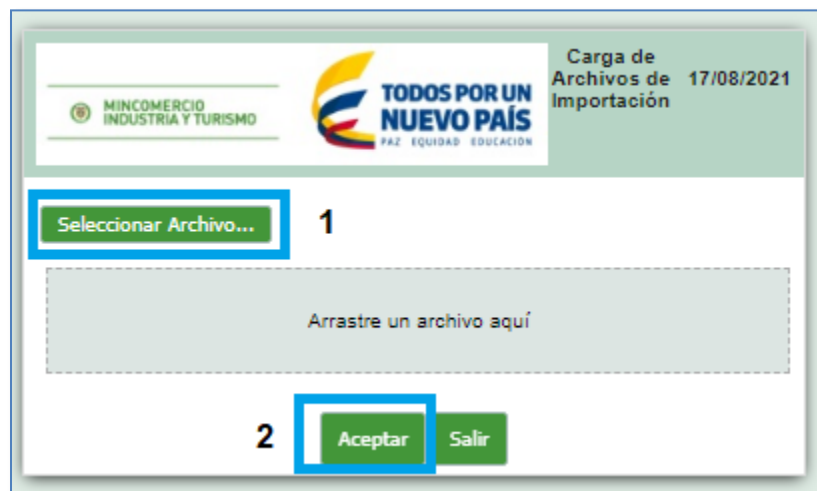 MINCOMERCIO
INDUSTRIA Y TURISMO
TODOS POR UN
NUEVO PAÍS
PAZ EQUIDAD EDUCACIÓN
Carga de
Archivos de
Importación
17/08/2021
Seleccionar Archivo...
1
Arrastre un archivo aquí
2
Aceptar
Salir